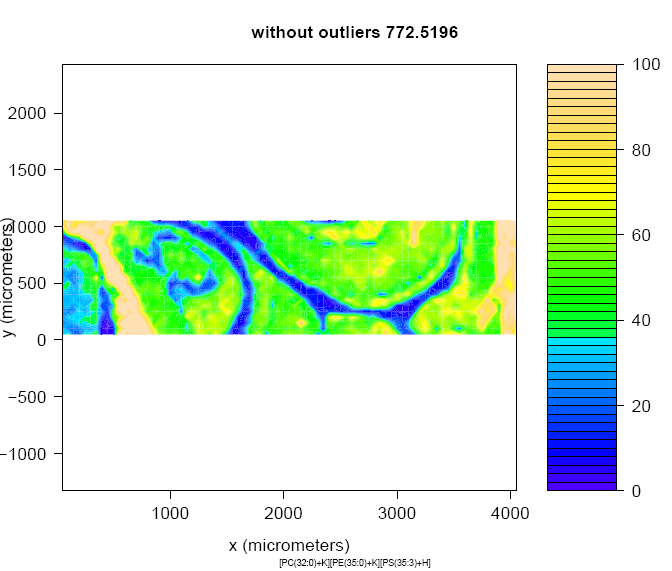 without outliers 772.5196
2000
1500
1000
500
0
−500
−1000
y (micrometers)
1000 2000 3000 4000
x (micrometers)
[PC(32:0)+K][PE(35:0)+K][PS(35:3)+H]
100
80
60
40
20
0